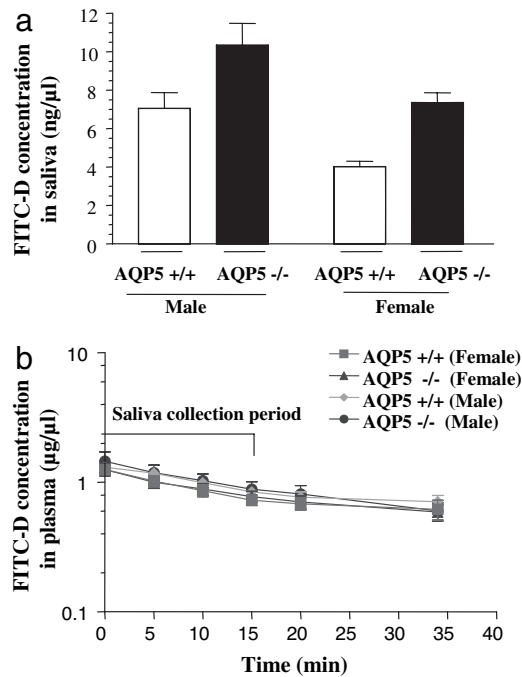 a
FITC-D concentration
in saliva (ng/µl)
12
10
8
6
4
2
0
AQP5 +/+ AQP5 -/- AQP5 +/+ AQP5 -/-
Male Female
b
FITC-D concentration
in plasma (µg/µl)
10
1
0.1
Saliva collection period
AQP5 +/+ (Female)
AQP5 -/- (Female)
AQP5 +/+ (Male)
AQP5 -/- (Male)
0 5 10 15 20 25 30 35 40
Time (min)